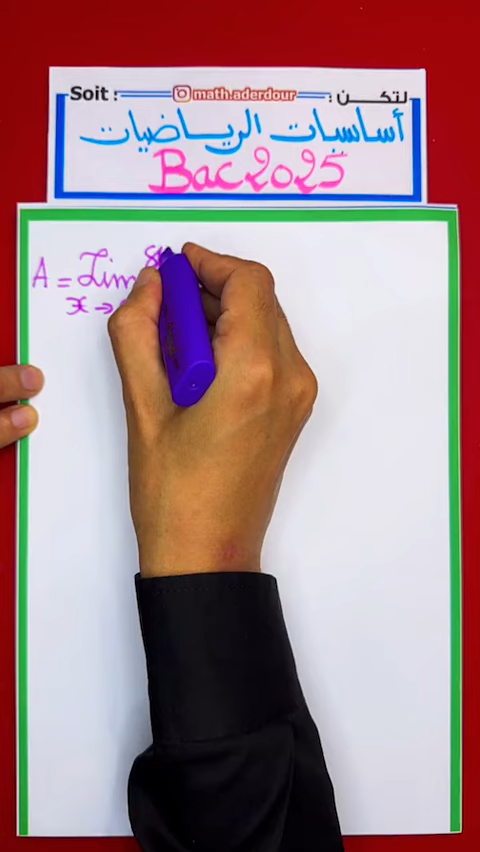 Soit : math.aderdour لتكن :
أساسيات الرياضيات
Bac2025
A = Lim
x →